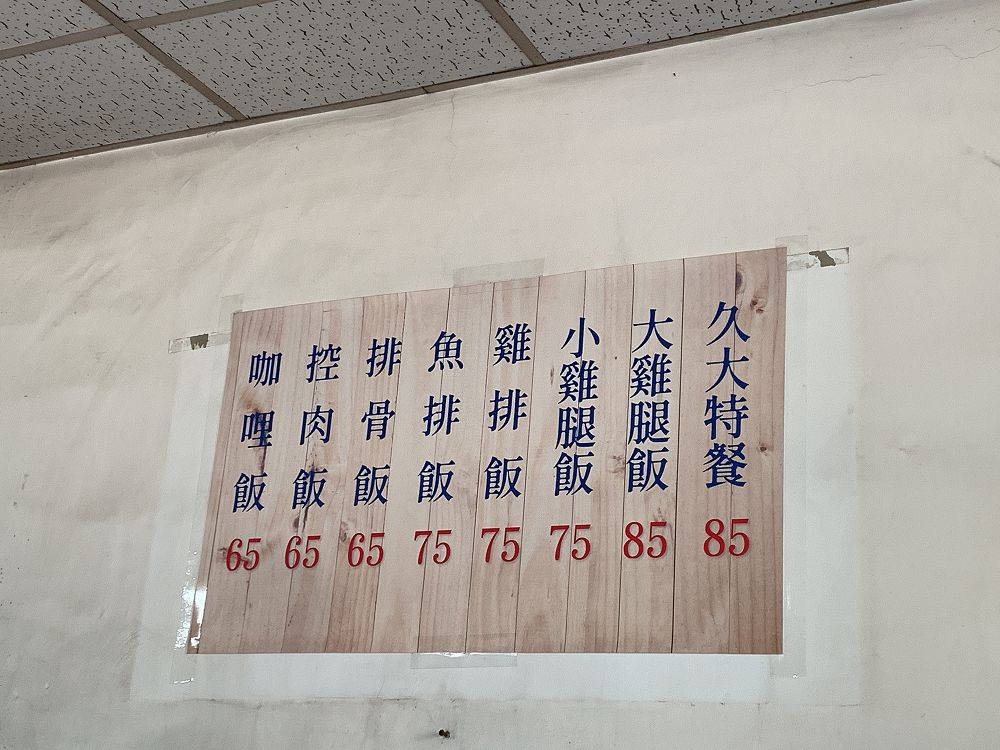 久大特餐 85
大雞腿飯 85
小雞腿飯 75
雞排飯 75
魚排飯 75
排骨飯 65
控肉飯 65
咖哩飯 65